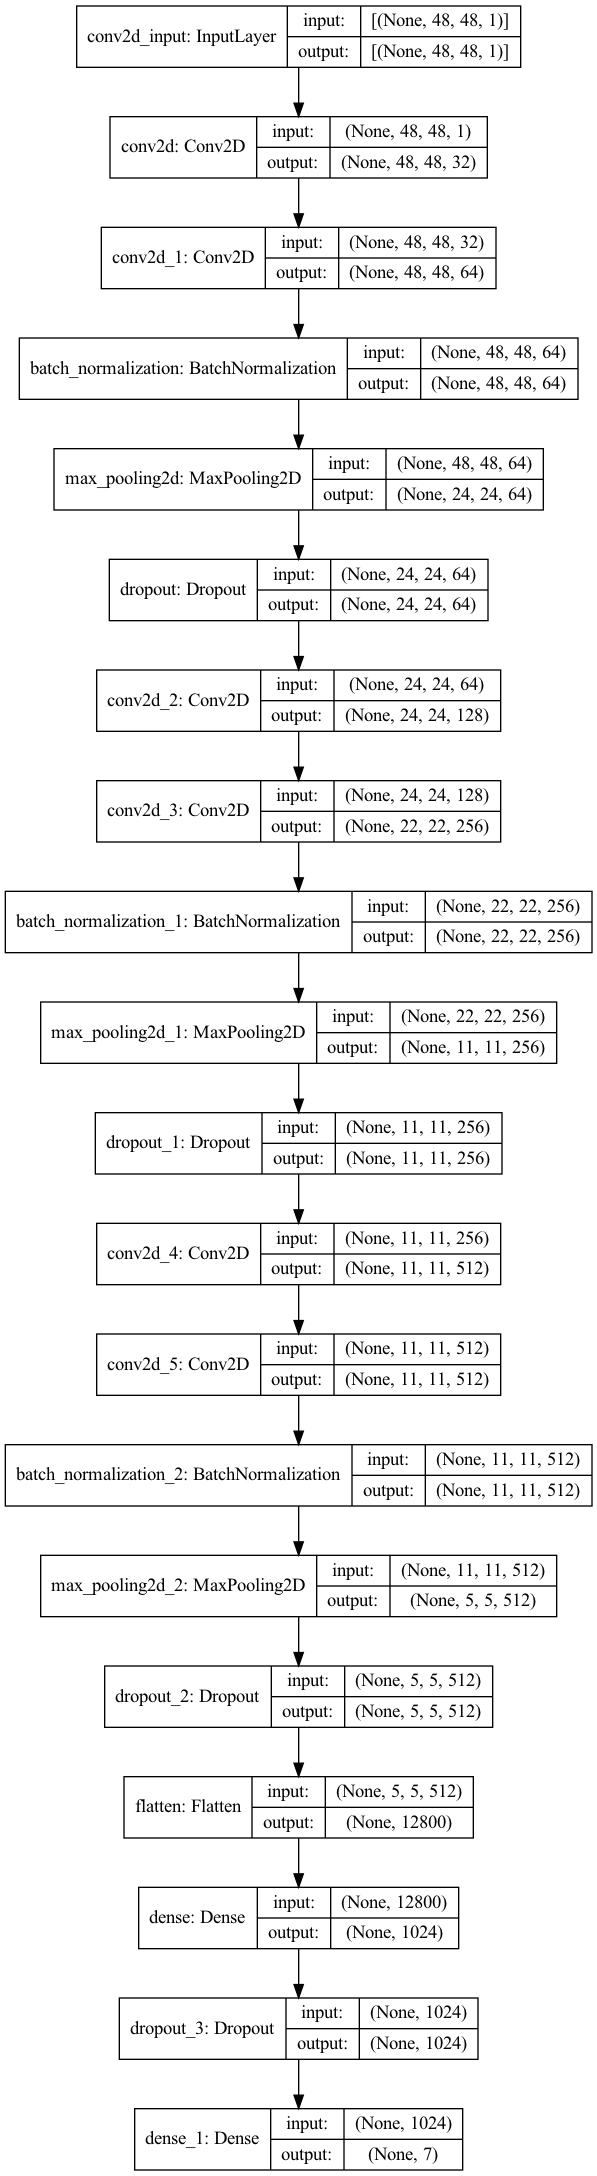 conv2d_input: InputLayer
input: [(None, 48, 48, 1)]
output: [(None, 48, 48, 1)]
conv2d: Conv2D
input: (None, 48, 48, 1)
output: (None, 48, 48, 32)
conv2d_1: Conv2D
input: (None, 48, 48, 32)
output: (None, 48, 48, 64)
batch_normalization: BatchNormalization
input: (None, 48, 48, 64)
output: (None, 48, 48, 64)
max_pooling2d: MaxPooling2D
input: (None, 48, 48, 64)
output: (None, 24, 24, 64)
dropout: Dropout
input: (None, 24, 24, 64)
output: (None, 24, 24, 64)
conv2d_2: Conv2D
input: (None, 24, 24, 64)
output: (None, 24, 24, 128)
conv2d_3: Conv2D
input: (None, 24, 24, 128)
output: (None, 22, 22, 256)
batch_normalization_1: BatchNormalization
input: (None, 22, 22, 256)
output: (None, 22, 22, 256)
max_pooling2d_1: MaxPooling2D
input: (None, 22, 22, 256)
output: (None, 11, 11, 256)
dropout_1: Dropout
input: (None, 11, 11, 256)
output: (None, 11, 11, 256)
conv2d_4: Conv2D
input: (None, 11, 11, 256)
output: (None, 11, 11, 512)
conv2d_5: Conv2D
input: (None, 11, 11, 512)
output: (None, 11, 11, 512)
batch_normalization_2: BatchNormalization
input: (None, 11, 11, 512)
output: (None, 11, 11, 512)
max_pooling2d_2: MaxPooling2D
input: (None, 11, 11, 512)
output: (None, 5, 5, 512)
dropout_2: Dropout
input: (None, 5, 5, 512)
output: (None, 5, 5, 512)
flatten: Flatten
input: (None, 5, 5, 512)
output: (None, 12800)
dense: Dense
input: (None, 12800)
output: (None, 1024)
dropout_3: Dropout
input: (None, 1024)
output: (None, 1024)
dense_1: Dense
input: (None, 1024)
output: (None, 7)